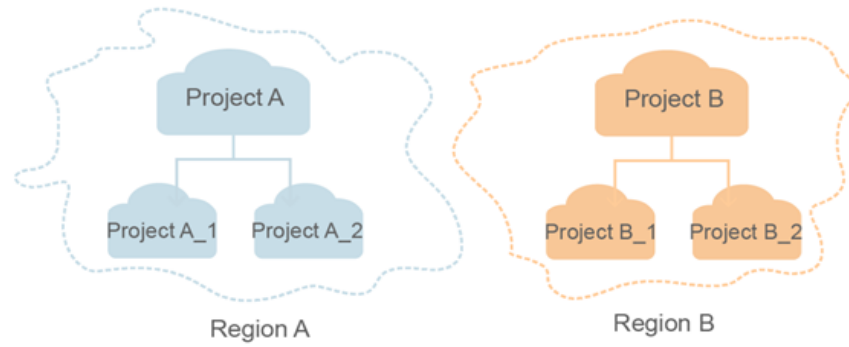 Project A
Project B
Project A_1
Project A_2
Project B_1
Project B_2
Region A
Region B